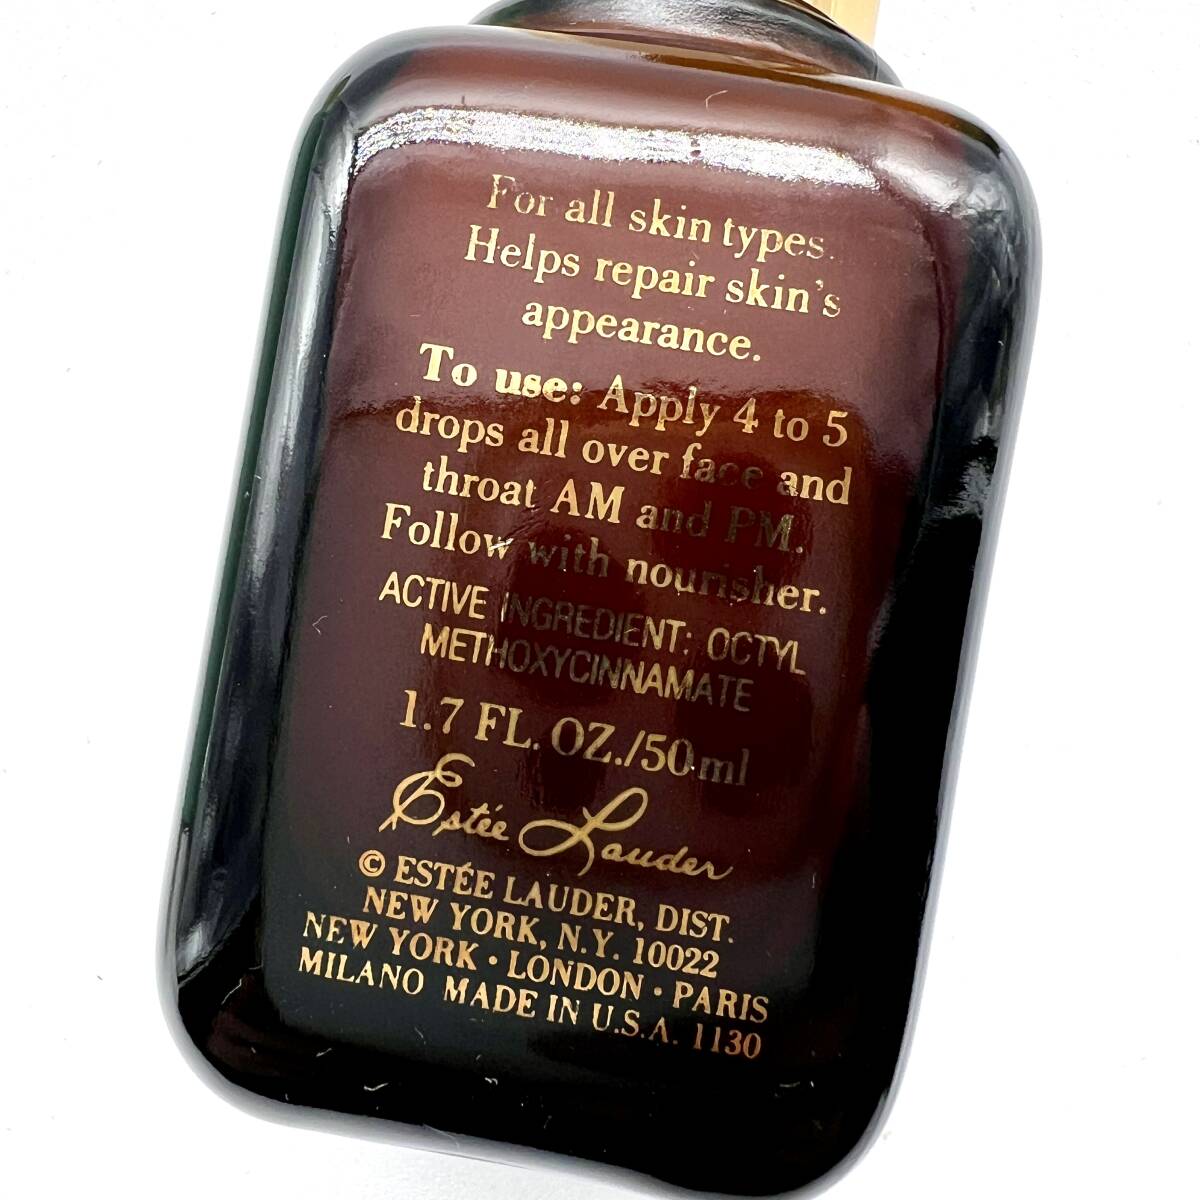 For all skin types.
Helps repair skin's
appearance.
To use: Apply 4 to 5
drops all over face and
throat AM and PM.
Follow with nourisher.
ACTIVE INGREDIENT: OCTYL
METHOXYCINNAMATE
1.7 FL. OZ./50ml
Estée Lauder
© ESTÉE LAUDER, DIST.
NEW YORK, N.Y. 10022
NEW YORK • LONDON • PARIS
MILANO MADE IN U.S.A. 1130